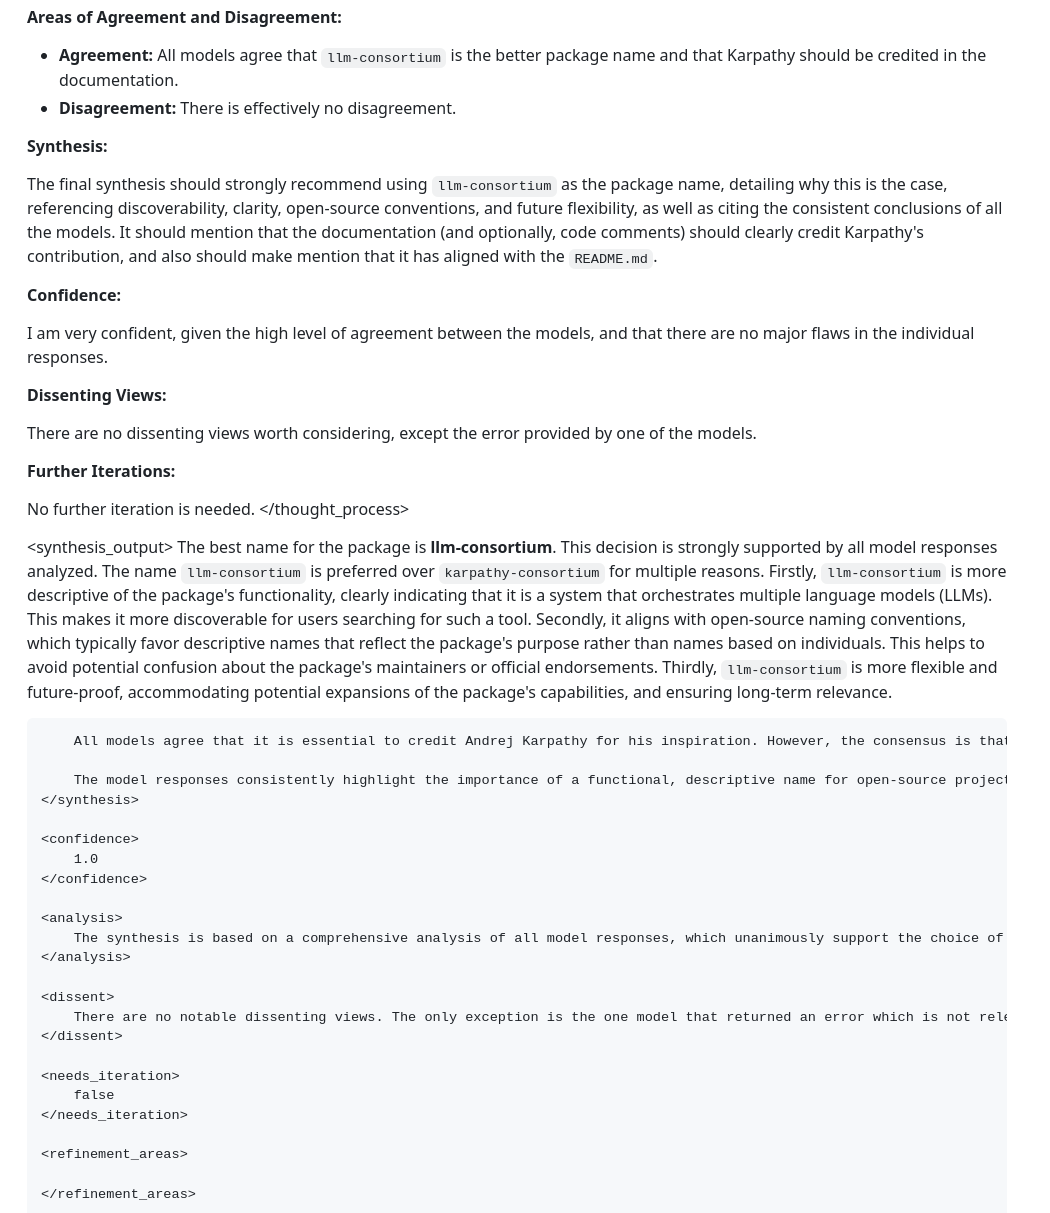 Areas of Agreement and Disagreement:
• Agreement: All models agree that llm-consortium is the better package name and that Karpathy should be credited in the
documentation.
• Disagreement: There is effectively no disagreement.
Synthesis:
The final synthesis should strongly recommend using llm-consortium as the package name, detailing why this is the case,
referencing discoverability, clarity, open-source conventions, and future flexibility, as well as citing the consistent conclusions of all
the models. It should mention that the documentation (and optionally, code comments) should clearly credit Karpathy's
contribution, and also should make mention that it has aligned with the README.md.
Confidence:
I am very confident, given the high level of agreement between the models, and that there are no major flaws in the individual
responses.
Dissenting Views:
There are no dissenting views worth considering, except the error provided by one of the models.
Further Iterations:
No further iteration is needed. </thought_process>
<synthesis_output> The best name for the package is llm-consortium. This decision is strongly supported by all model responses
analyzed. The name llm-consortium is preferred over karpathy-consortium for multiple reasons. Firstly, llm-consortium is more
descriptive of the package's functionality, clearly indicating that it is a system that orchestrates multiple language models (LLMs).
This makes it more discoverable for users searching for such a tool. Secondly, it aligns with open-source naming conventions,
which typically favor descriptive names that reflect the package's purpose rather than names based on individuals. This helps to
avoid potential confusion about the package's maintainers or official endorsements. Thirdly, llm-consortium is more flexible and
future-proof, accommodating potential expansions of the package's capabilities, and ensuring long-term relevance.
All models agree that it is essential to credit Andrej Karpathy for his inspiration. However, the consensus is that
The model responses consistently highlight the importance of a functional, descriptive name for open-source project
</synthesis>
<confidence>
1.0
</confidence>
<analysis>
The synthesis is based on a comprehensive analysis of all model responses, which unanimously support the choice of
</analysis>
<dissent>
There are no notable dissenting views. The only exception is the one model that returned an error which is not rele
</dissent>
<needs_iteration>
false
</needs_iteration>
<refinement_areas>
</refinement_areas>